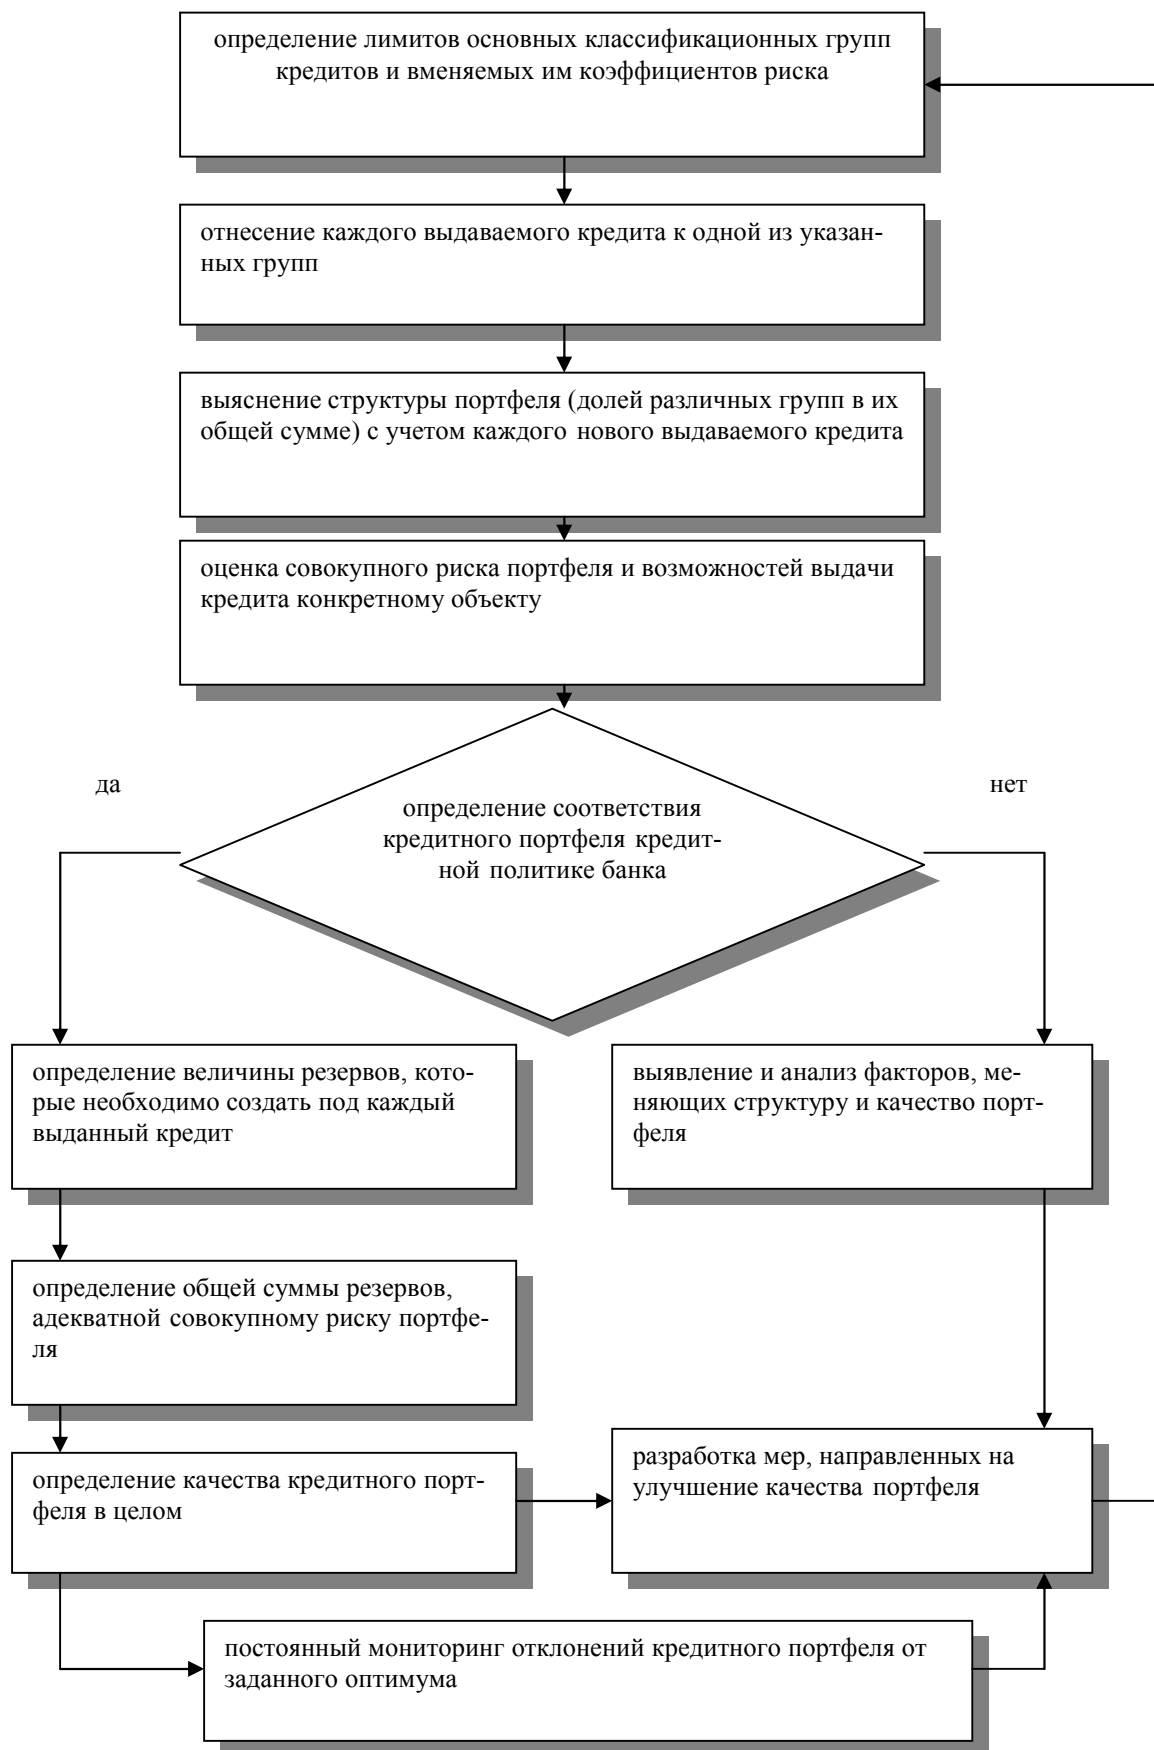 определение лимитов основных классификационных групп
кредитов и вменяемых им коэффициентов риска
отнесение каждого выдаваемого кредита к одной из указан-
ных групп
выяснение структуры портфеля (долей различных групп в их
общей сумме) с учетом каждого нового выдаваемого кредита
оценка совокупного риска портфеля и возможностей выдачи
кредита конкретному объекту
да
нет
определение соответствия
кредитного портфеля кредит-
ной политике банка
определение величины резервов, кото-
рые необходимо создать под каждый
выданный кредит
выявление и анализ факторов, ме-
няющих структуру и качество порт-
феля
определение общей суммы резервов,
адекватной совокупному риску портфе-
ля
определение качества кредитного порт-
феля в целом
разработка мер, направленных на
улучшение качества портфеля
постоянный мониторинг отклонений кредитного портфеля от
заданного оптимума